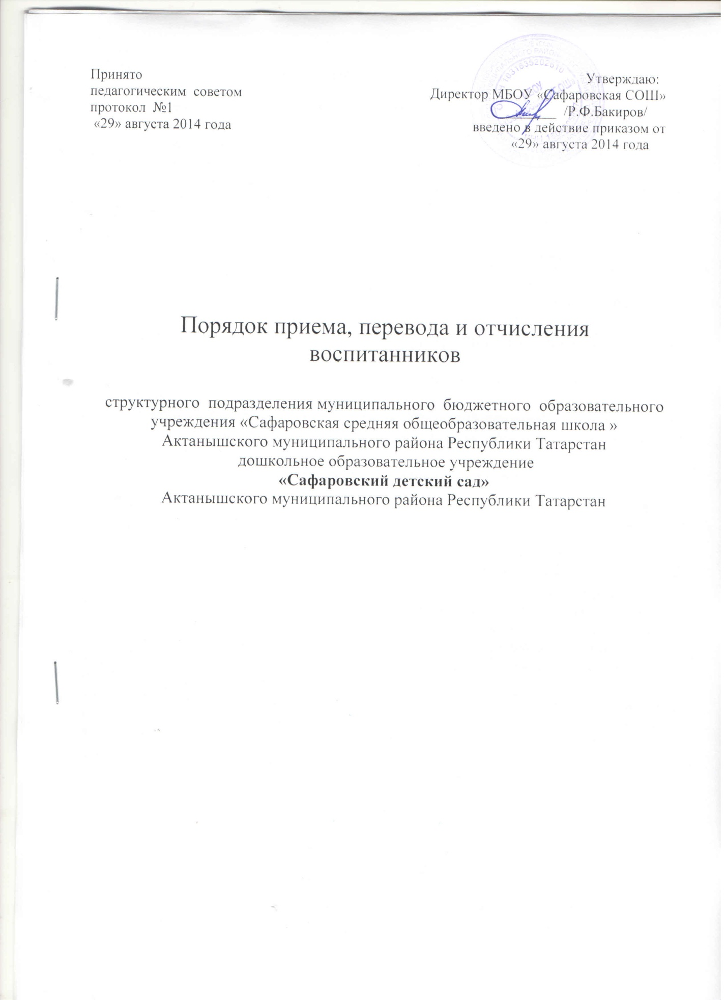 Принято
педагогическим советом
протокол №1
«29» августа 2014 года
Утверждаю:
Директор МБОУ «Сафаровская СОШ»
/Р.Ф.Бакиров/
введено в действие приказом от
«29» августа 2014 года
Порядок приема, перевода и отчисления
воспитанников
структурного подразделения муниципального бюджетного образовательного
учреждения «Сафаровская средняя общеобразовательная школа »
Актанышского муниципального района Республики Татарстан
дошкольное образовательное учреждение
«Сафаровский детский сад»
Актанышского муниципального района Республики Татарстан